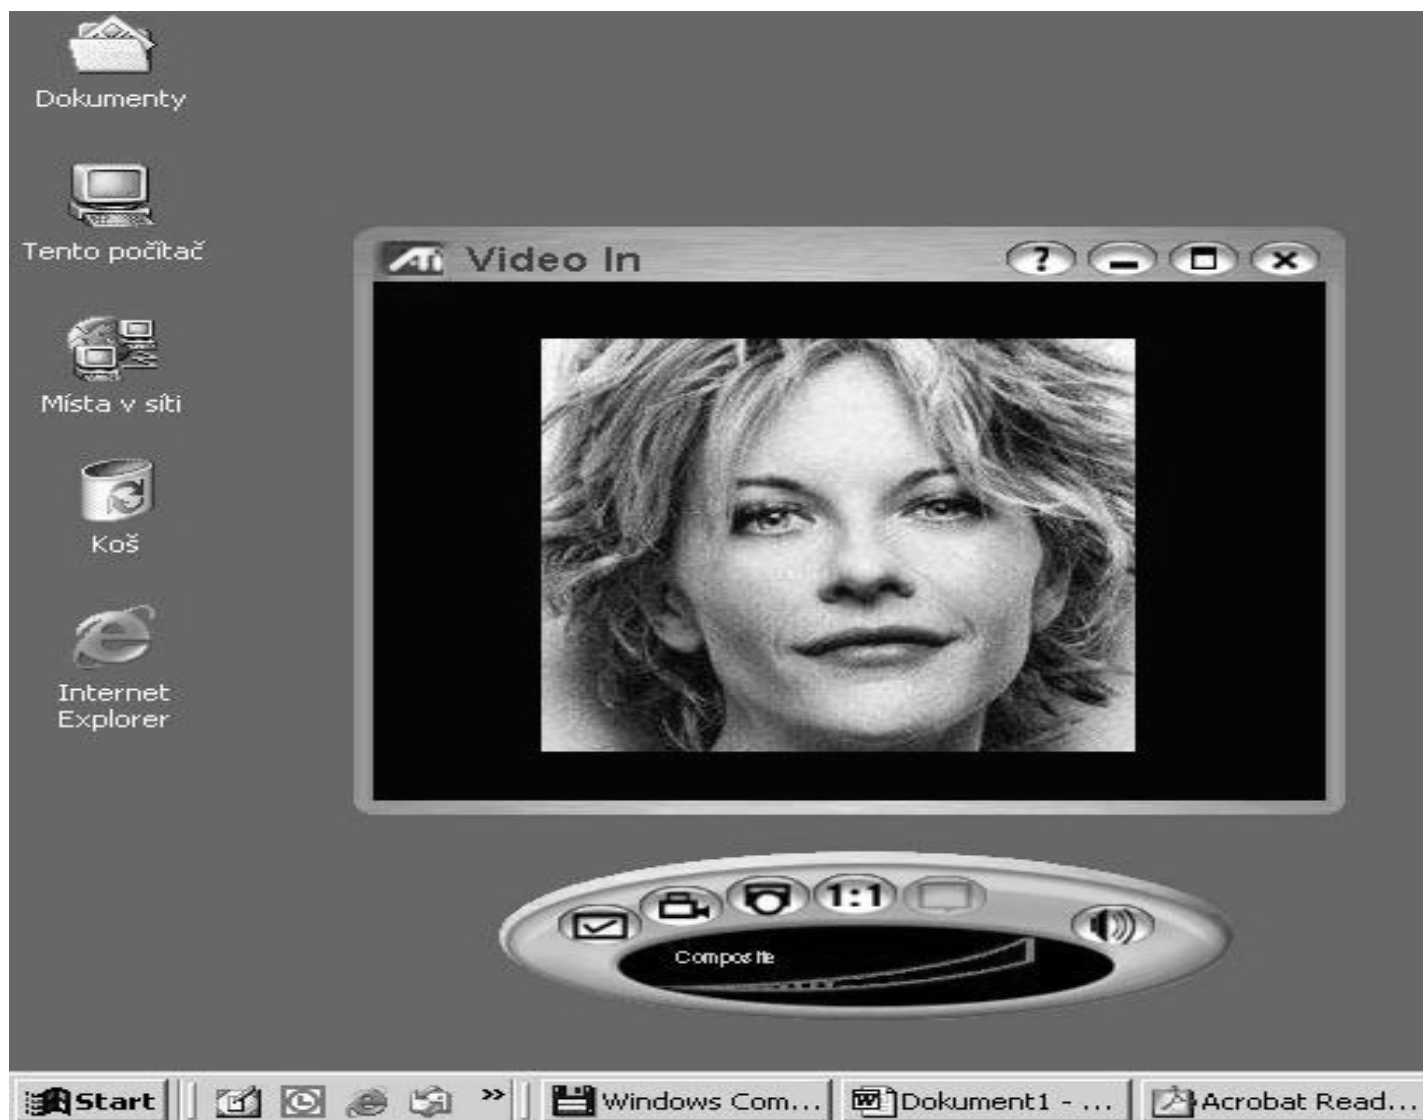 Dokumenty
Tento počítač
Místa v síti
Koš
Internet
Explorer
ATI Video In
?
1:1
Composite
Start
»
Windows Com...
Dokument1 - ...
Acrobat Read...